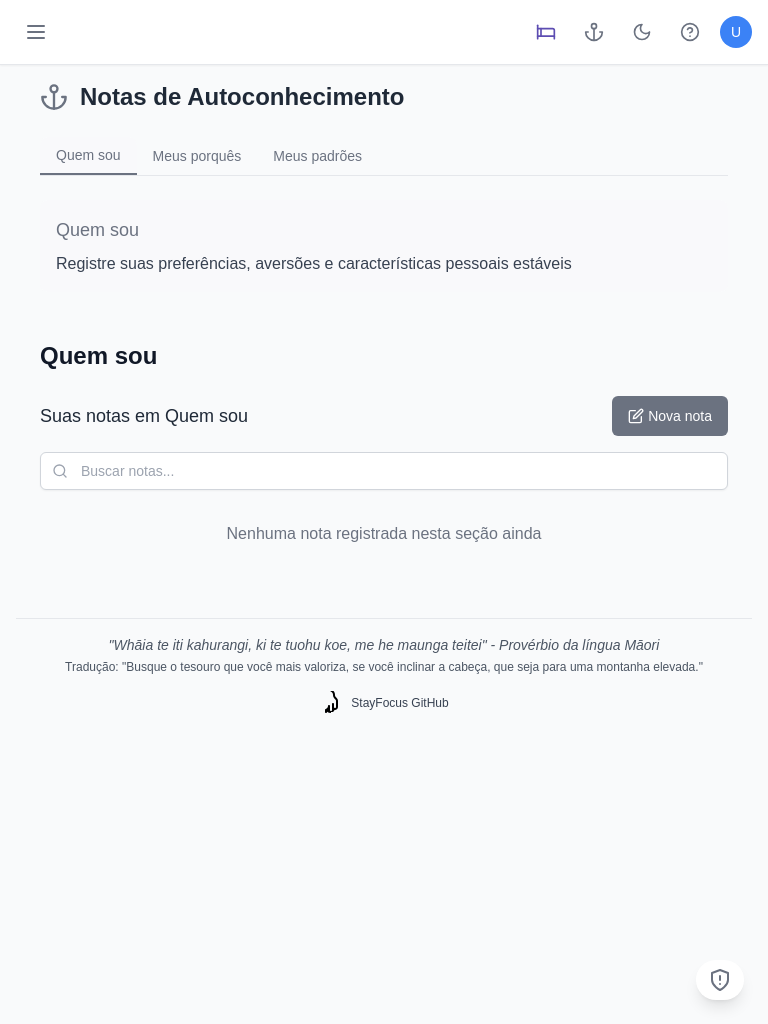 U
Notas de Autoconhecimento
Quem sou
Meus porquês
Meus padrões
Quem sou
Registre suas preferências, aversões e características pessoais estáveis
Quem sou
Suas notas em Quem sou
Nova nota
Buscar notas...
Nenhuma nota registrada nesta seção ainda
"Whāia te iti kahurangi, ki te tuohu koe, me he maunga teitei" - Provérbio da língua Māori
Tradução: "Busque o tesouro que você mais valoriza, se você inclinar a cabeça, que seja para uma montanha elevada."
StayFocus GitHub